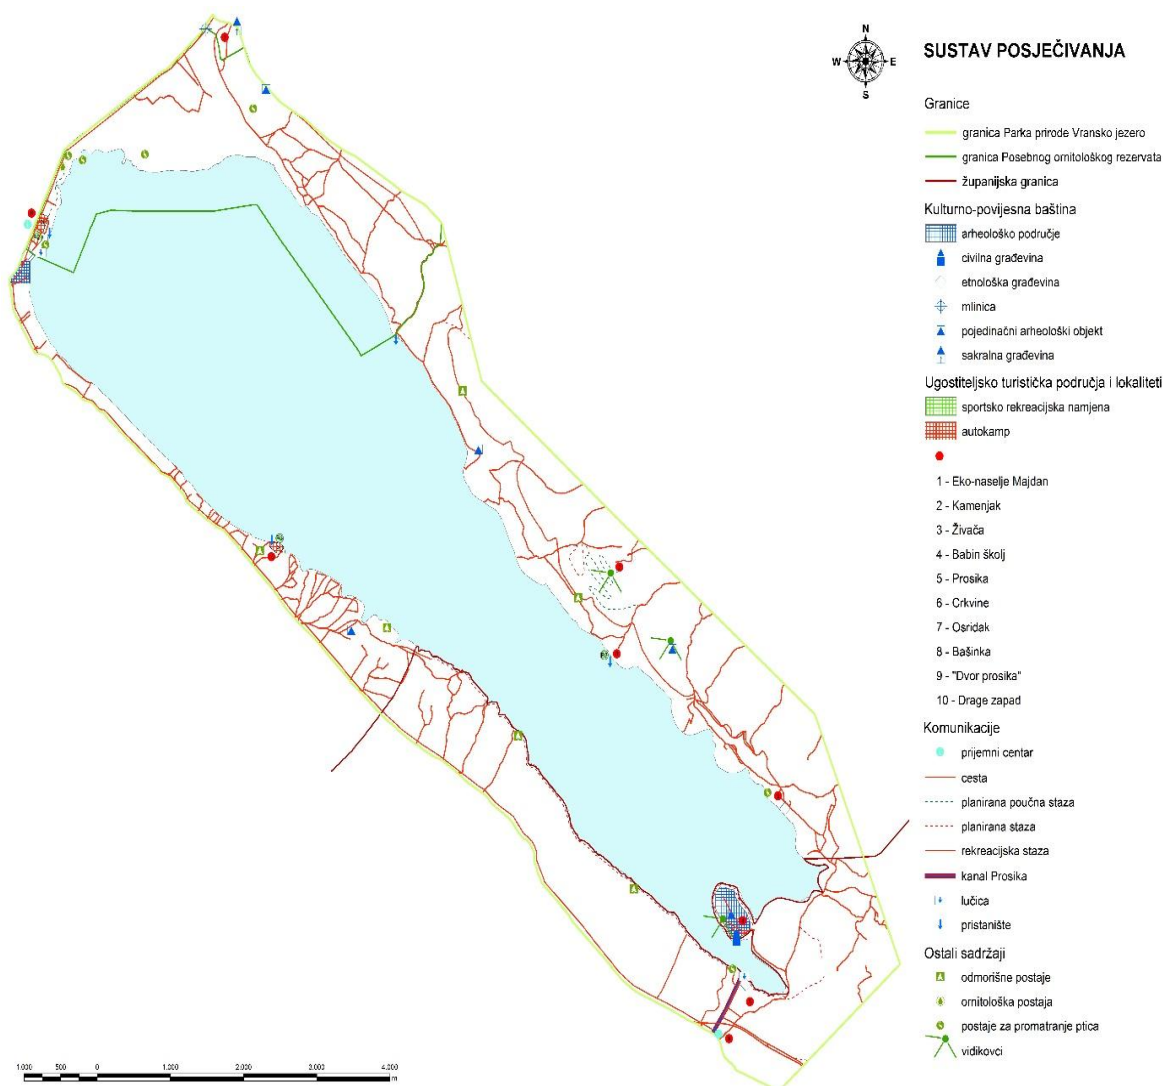 N
W E
S
SUSTAV POSJEČIVANJA
Granice
granica Parka prirode Vransko jezero
granica Posebnog ornitološkog rezervata
županijska granica
Kulturno-povijesna baština
arheološko područje
civilna građevina
etnološka građevina
mlinica
pojedinačni arheološki objekt
sakralna građevina
Ugostiteljsko turistička područja i lokaliteti
sportsko rekreacijska namjena
autokamp
1 - Eko-naselje Majdan
2 - Kamenjak
3 - Živača
4 - Babin školj
5 - Prosika
6 - Crkvine
7 - Osridak
8 - Bašinka
9 - "Dvor prosika"
10 - Drage zapad
Komunikacije
prijemni centar
cesta
planirana poučna staza
planirana staza
rekreacijska staza
kanal Prosika
lučica
pristanište
Ostali sadržaji
odmorišne postaje
ornitološka postaja
postaje za promatranje ptica
vidikovci
1.000 500 0 1.000 2.000 3.000 4.000
m